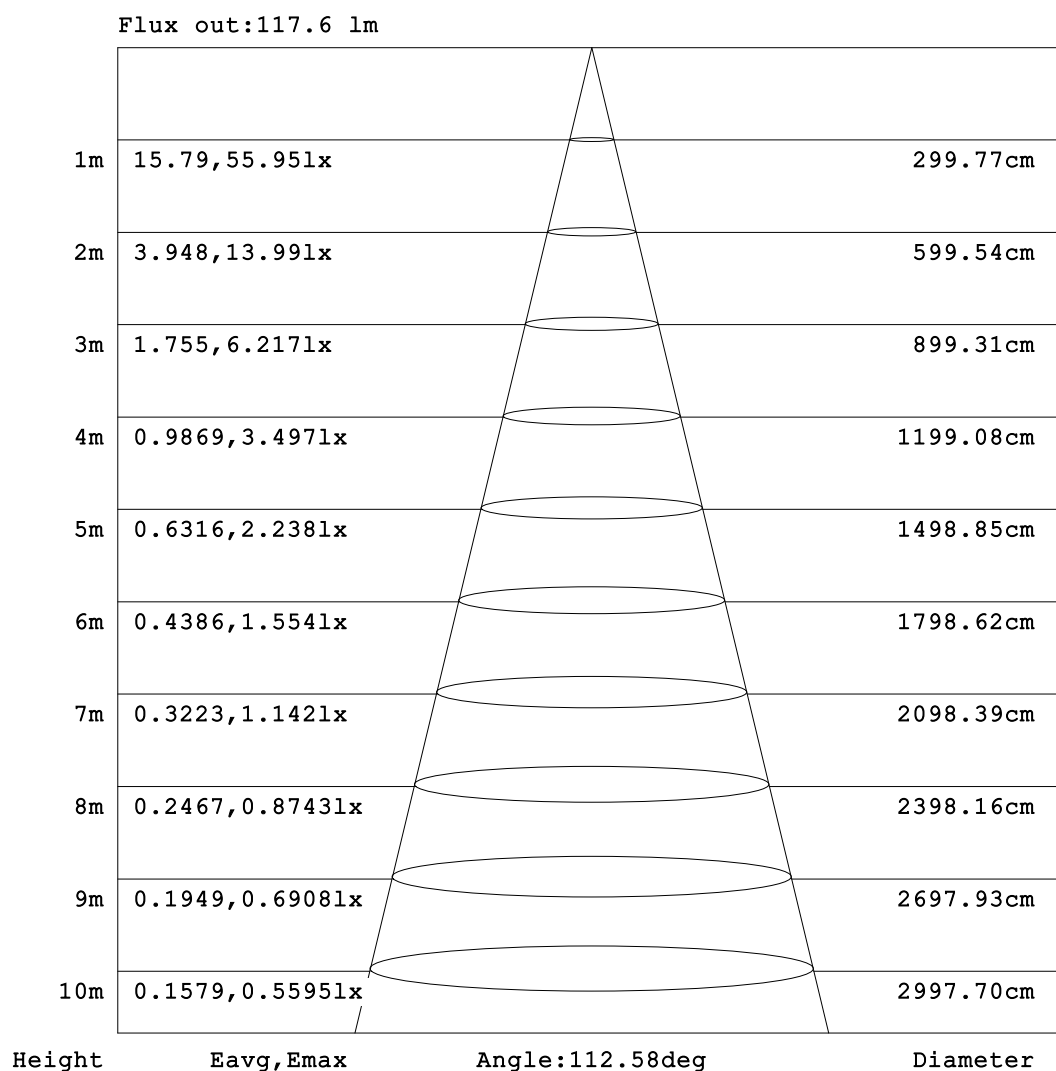 Flux out:117.6 lm
1m 15.79,55.95lx 299.77cm
2m 3.948,13.99lx 599.54cm
3m 1.755,6.217lx 899.31cm
4m 0.9869,3.497lx 1199.08cm
5m 0.6316,2.238lx 1498.85cm
6m 0.4386,1.554lx 1798.62cm
7m 0.3223,1.142lx 2098.39cm
8m 0.2467,0.8743lx 2398.16cm
9m 0.1949,0.6908lx 2697.93cm
10m 0.1579,0.5595lx 2997.70cm
Height Eavg,Emax Angle:112.58deg Diameter